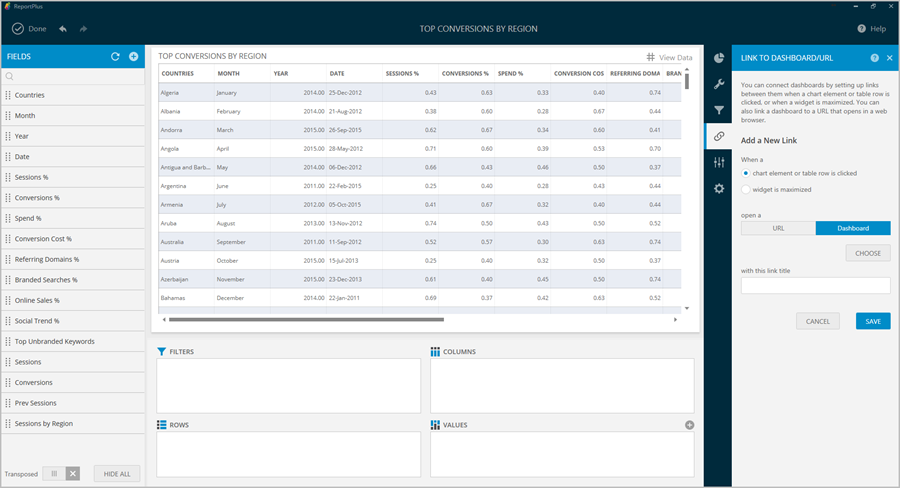 ReportPlus
Done
TOP CONVERSIONS BY REGION
Help
FIELDS
Countries
Month
Year
Date
Sessions %
Conversions %
Spend %
Conversion Cost %
Referring Domains %
Branded Searches %
Online Sales %
Social Trend %
Top Unbranded Keywords
Sessions
Conversions
Prev Sessions
Sessions by Region
Transposed
HIDE ALL
TOP CONVERSIONS BY REGION
View Data
COUNTRIES MONTH YEAR DATE SESSIONS % CONVERSIONS % SPEND % CONVERSION COS REFERRING DOMA BRAN
Algeria January 2014.00 25-Dec-2012 0.43 0.63 0.33 0.40 0.74
Albania February 2014.00 21-Aug-2012 0.38 0.60 0.28 0.67 0.44
Andorra March 2015.00 26-Sep-2015 0.62 0.67 0.34 0.60 0.41
Angola April 2015.00 28-May-2012 0.71 0.60 0.39 0.53 0.70
Antigua and Barb... May 2014.00 06-Dec-2012 0.66 0.43 0.46 0.50 0.37
Argentina June 2011.00 22-Feb-2015 0.25 0.40 0.28 0.43 0.44
Armenia July 2012.00 05-Oct-2015 0.41 0.67 0.32 0.40 0.44
Aruba August 2013.00 13-Nov-2012 0.74 0.50 0.43 0.50 0.52
Australia September 2011.00 11-Sep-2012 0.52 0.57 0.30 0.63 0.74
Austria October 2015.00 15-Jul-2013 0.25 0.40 0.32 0.50 0.37
Azerbaijan November 2015.00 23-Dec-2013 0.61 0.40 0.45 0.50 0.74
Bahamas December 2014.00 22-Jan-2011 0.69 0.37 0.42 0.63 0.52
FILTERS
COLUMNS
ROWS
VALUES
LINK TO DASHBOARD/URL
You can connect dashboards by setting up links
between them when a chart element or table row is
clicked, or when a widget is maximized. You can
also link a dashboard to a URL that opens in a web
browser.
Add a New Link
When a
chart element or table row is clicked
widget is maximized
open a
URL
Dashboard
CHOOSE
with this link title
CANCEL
SAVE